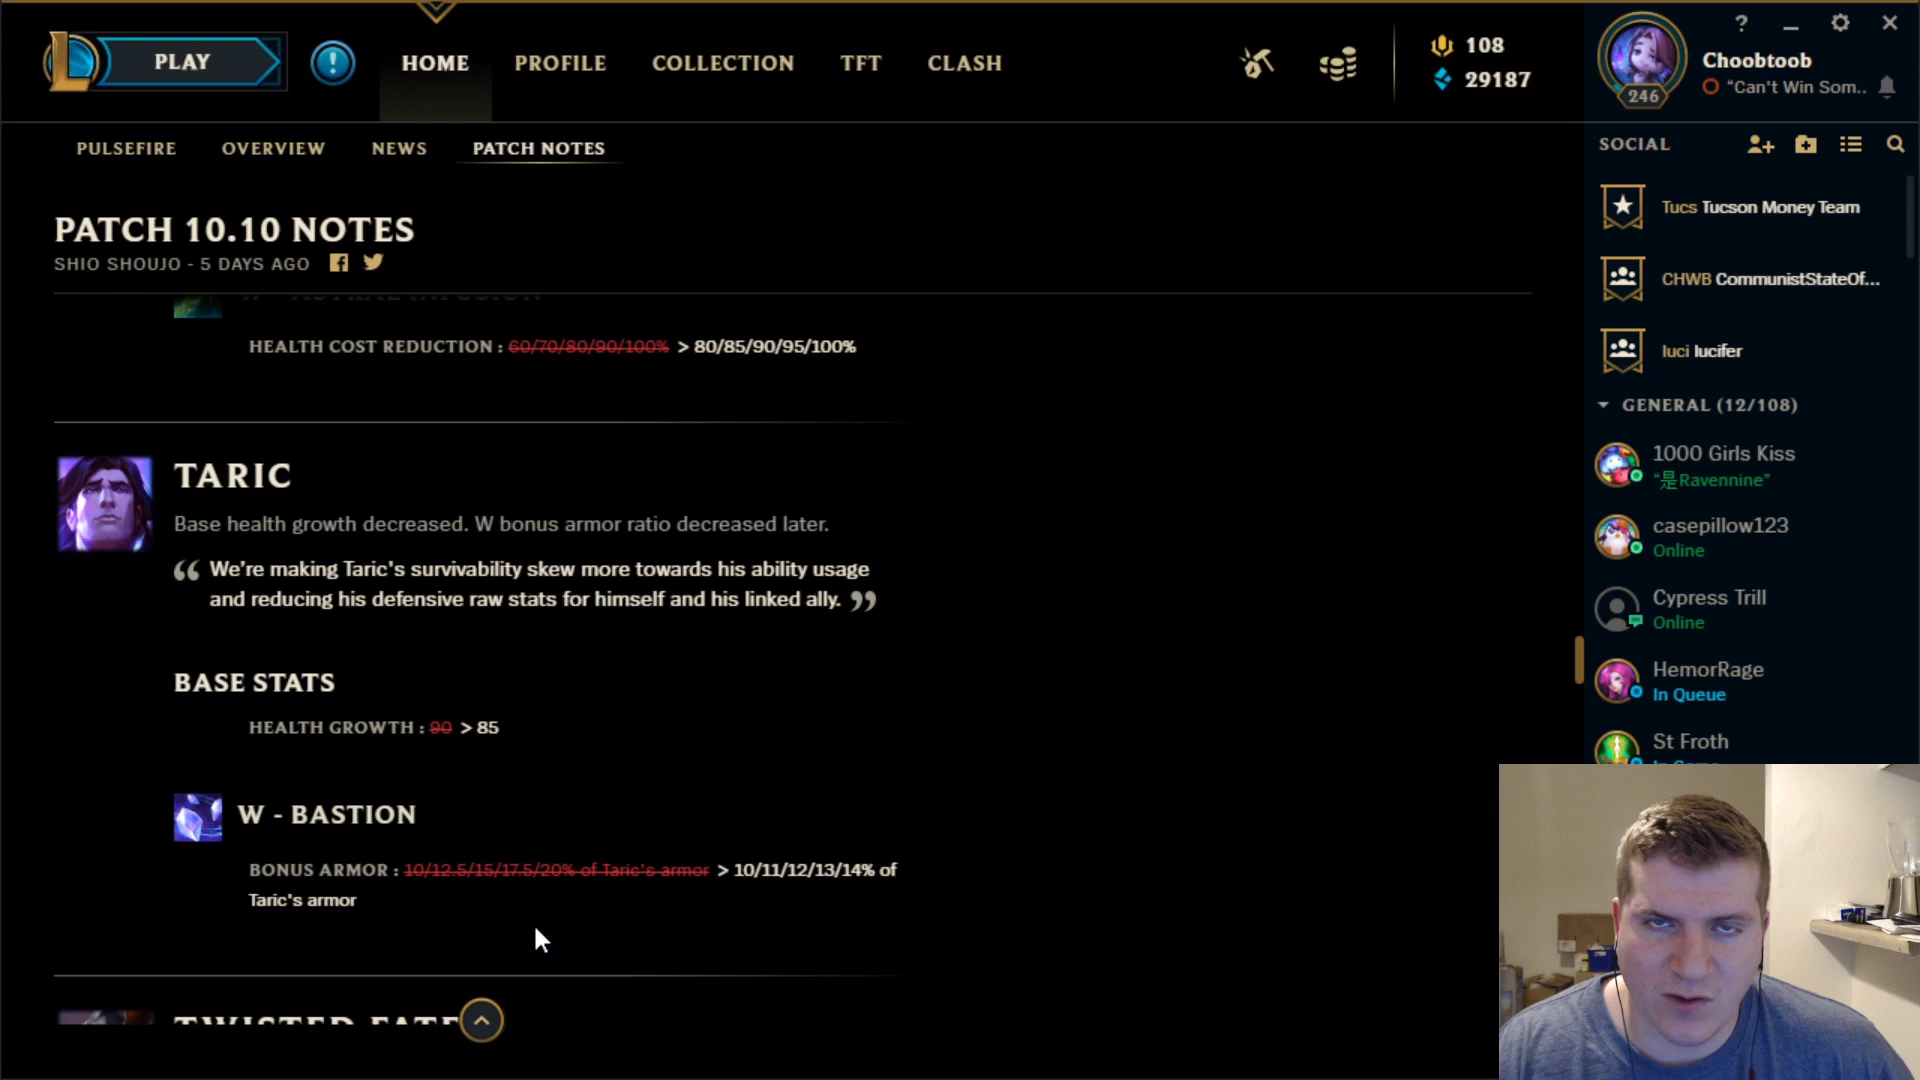 PLAY
HOME
PROFILE
COLLECTION
TFT
CLASH
108
29187
?
246
Choobtoob
"Can't Win Som..
PULSEFIRE
OVERVIEW
NEWS
PATCH NOTES
SOCIAL
PATCH 10.10 NOTES
SHIO SHOUJO - 5 DAYS AGO
W - ASTRAL INFUSION
HEALTH COST REDUCTION : 60/70/80/90/100% > 80/85/90/95/100%
TARIC
Base health growth decreased. W bonus armor ratio decreased later.
“ We're making Taric's survivability skew more towards his ability usage
and reducing his defensive raw stats for himself and his linked ally. ”
BASE STATS
HEALTH GROWTH : 90 > 85
W - BASTION
BONUS ARMOR : 10/12.5/15/17.5/20% of Taric's armor > 10/11/12/13/14% of
Taric's armor
TWISTED FATE
Tucs Tucson Money Team
CHWB CommunistStateOf...
luci lucifer
GENERAL (12/108)
1000 Girls Kiss
"是Ravennine"
casepillow123
Online
Cypress Trill
Online
HemorRage
In Queue
St Froth
In Game